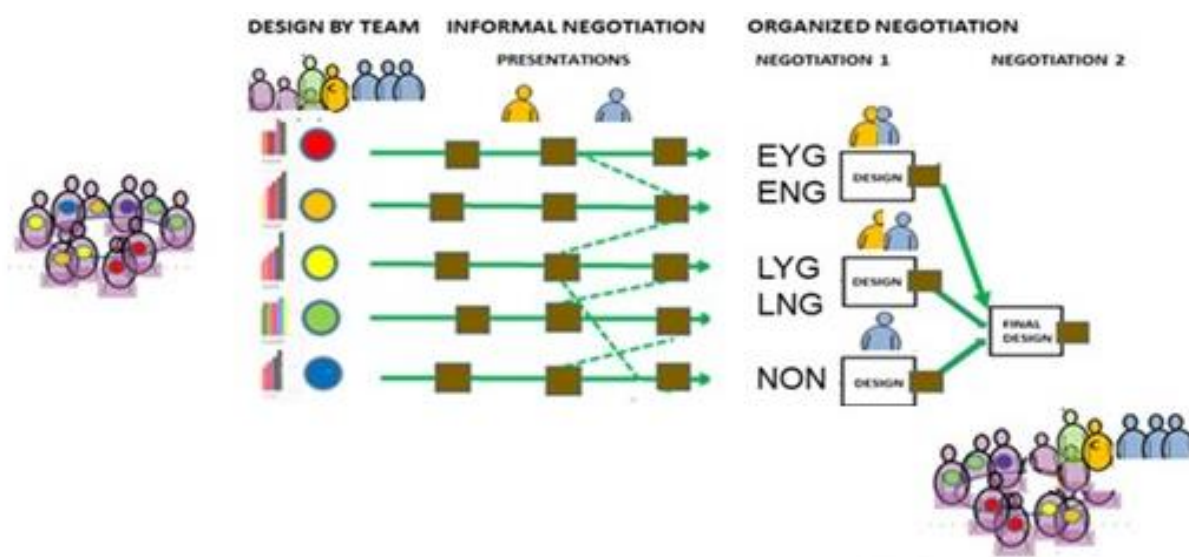 DESIGN BY TEAM
INFORMAL NEGOTIATION
ORGANIZED NEGOTIATION
PRESENTATIONS
NEGOTIATION 1
NEGOTIATION 2
EYG
ENG
DESIGN
LYG
LNG
DESIGN
FINAL
DESIGN
NON
DESIGN